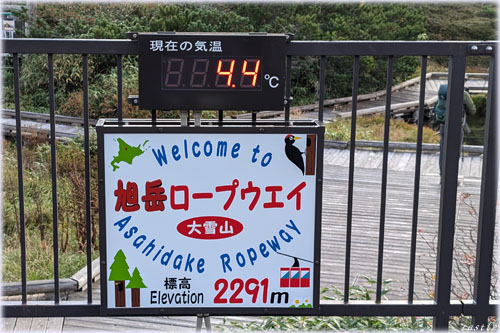 現在の気温
4.4 ℃
Welcome to
旭岳ロープウエイ
大雪山
Asahidake Ropeway
標高
Elevation 2291m